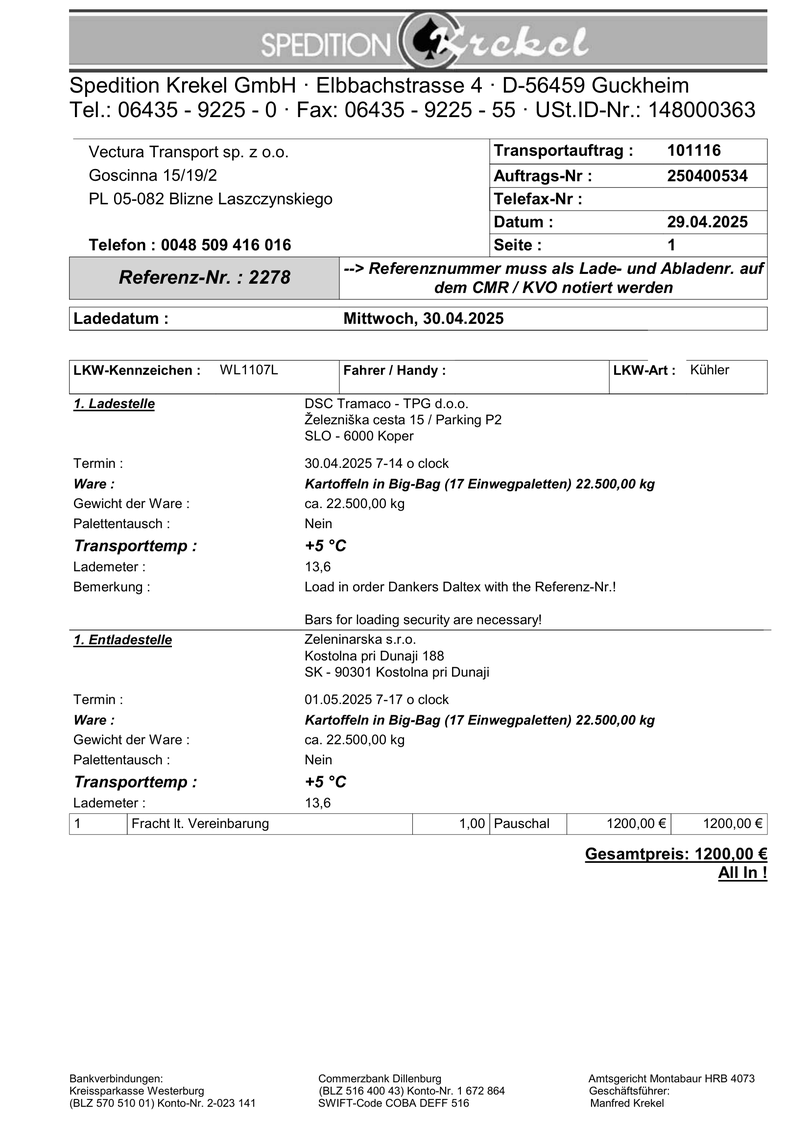 SPEDITION Krekel
Spedition Krekel GmbH · Elbbachstrasse 4 · D-56459 Guckheim
Tel.: 06435 - 9225 - 0 · Fax: 06435 - 9225 - 55 · USt.ID-Nr.: 148000363
Vectura Transport sp. z o.o.
Goscinna 15/19/2
PL 05-082 Blizne Laszczynskiego
Telefon : 0048 509 416 016
Transportauftrag : 101116
Auftrags-Nr : 250400534
Telefax-Nr :
Datum : 29.04.2025
Seite : 1
Referenz-Nr. : 2278
--> Referenznummer muss als Lade- und Abladenr. auf
dem CMR / KVO notiert werden
Ladedatum : Mittwoch, 30.04.2025
LKW-Kennzeichen : WL1107L Fahrer / Handy : LKW-Art : Kühler
1. Ladestelle DSC Tramaco - TPG d.o.o.
Železniška cesta 15 / Parking P2
SLO - 6000 Koper
Termin : 30.04.2025 7-14 o clock
Ware : Kartoffeln in Big-Bag (17 Einwegpaletten) 22.500,00 kg
Gewicht der Ware : ca. 22.500,00 kg
Palettentausch : Nein
Transporttemp : +5 °C
Lademeter : 13,6
Bemerkung : Load in order Dankers Daltex with the Referenz-Nr.!
Bars for loading security are necessary!
1. Entladestelle Zeleninarska s.r.o.
Kostolna pri Dunaji 188
SK - 90301 Kostolna pri Dunaji
Termin : 01.05.2025 7-17 o clock
Ware : Kartoffeln in Big-Bag (17 Einwegpaletten) 22.500,00 kg
Gewicht der Ware : ca. 22.500,00 kg
Palettentausch : Nein
Transporttemp : +5 °C
Lademeter : 13,6
1 Fracht lt. Vereinbarung 1,00 Pauschal 1200,00 € 1200,00 €
Gesamtpreis: 1200,00 €
All In !
Bankverbindungen:
Kreissparkasse Westerburg
(BLZ 570 510 01) Konto-Nr. 2-023 141
Commerzbank Dillenburg
(BLZ 516 400 43) Konto-Nr. 1 672 864
SWIFT-Code COBA DEFF 516
Amtsgericht Montabaur HRB 4073
Geschäftsführer:
Manfred Krekel